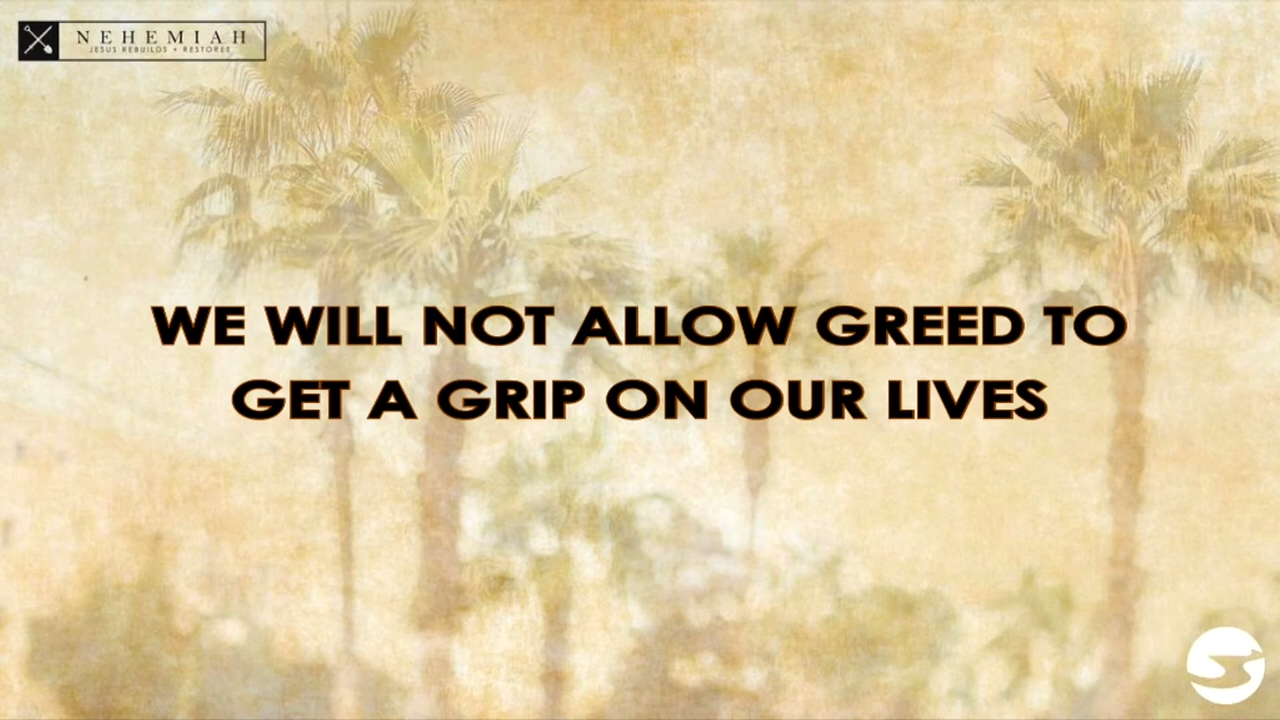 NEHEMIAH
JESUS REBUILDS + RESTORES
WE WILL NOT ALLOW GREED TO
GET A GRIP ON OUR LIVES